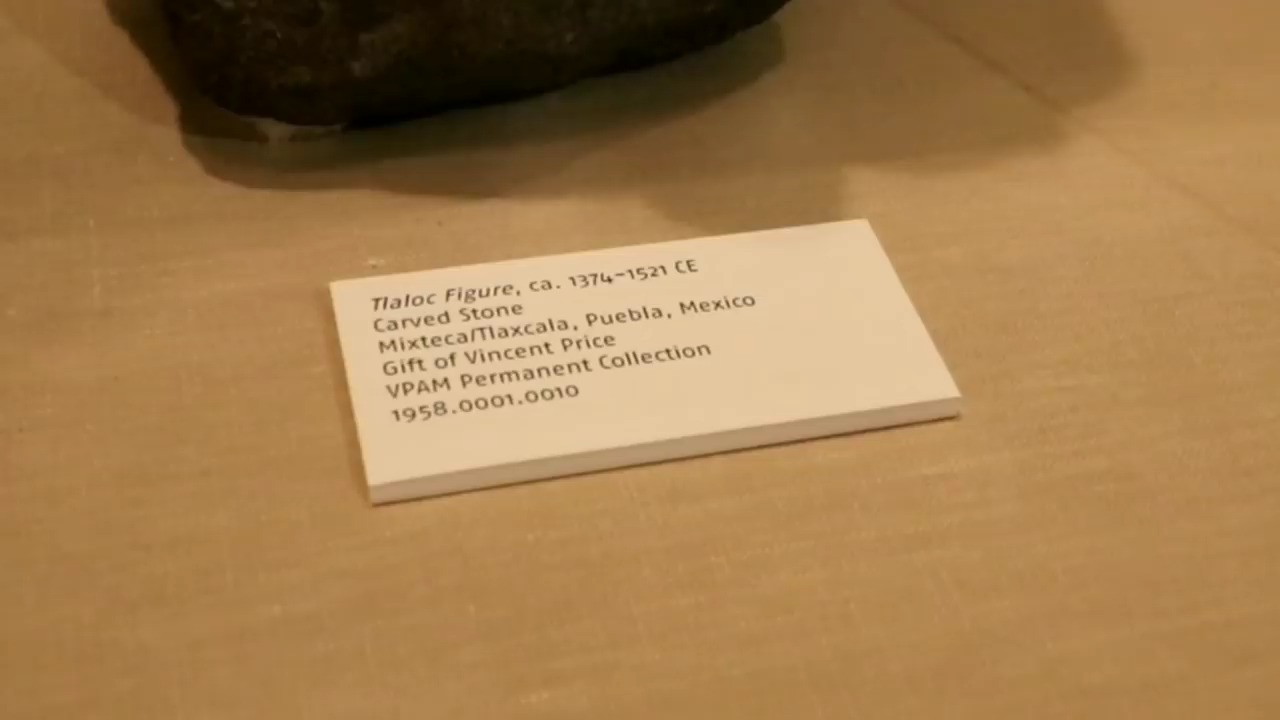 Tlaloc Figure, ca. 1374–1521 CE
Carved Stone
Mixteca/Tlaxcala, Puebla, Mexico
Gift of Vincent Price
VPAM Permanent Collection
1958.0001.0010